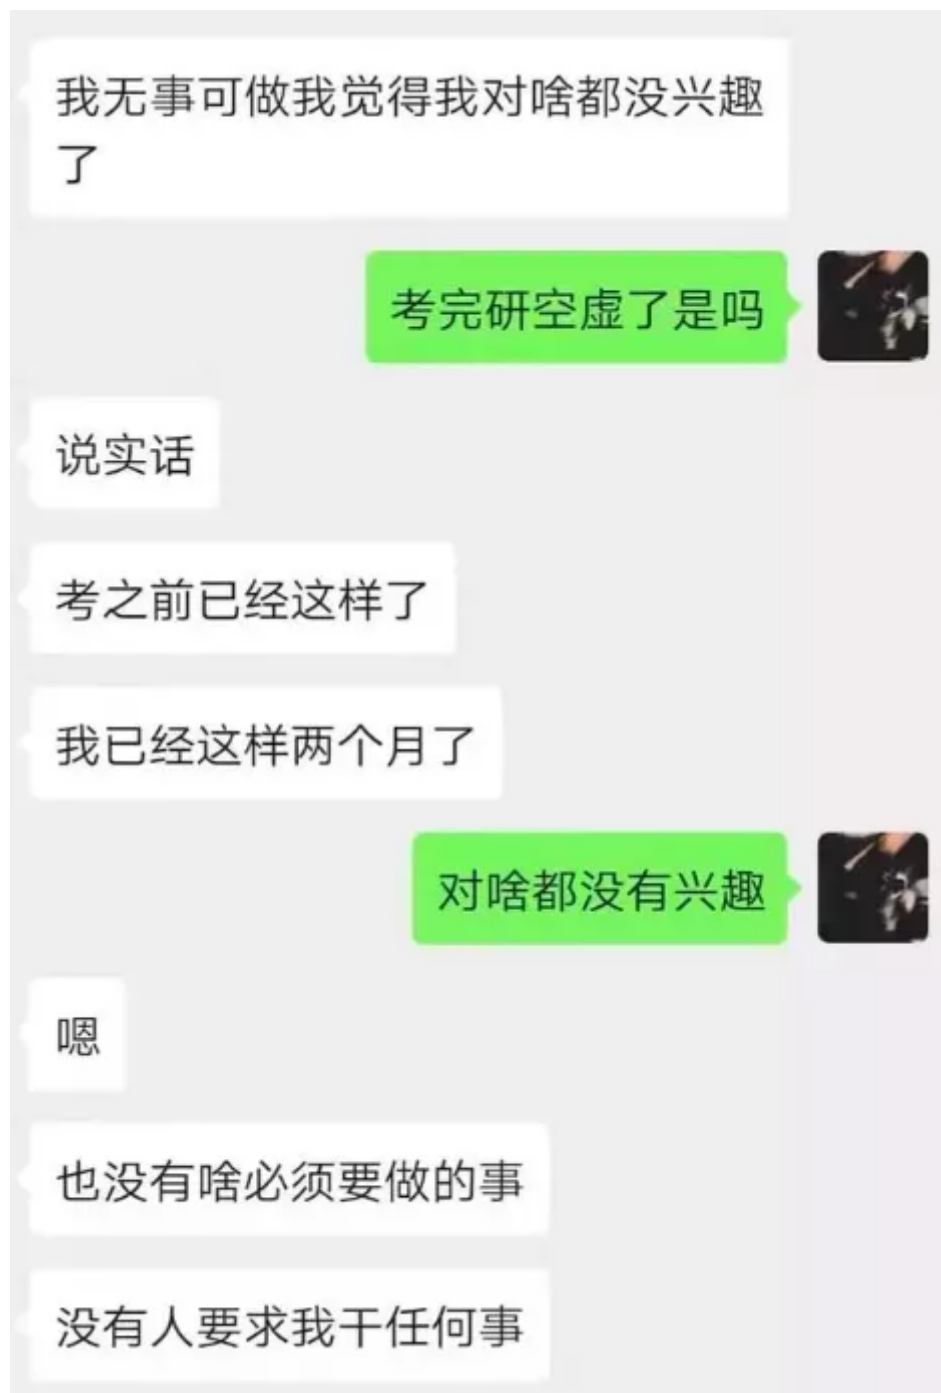 我无事可做我觉得我对啥都没兴趣
了
考完研空虚了是吗
说实话
考之前已经这样了
我已经这样两个月了
对啥都没有兴趣
嗯
也没有啥必须要做的事
没有人要求我干任何事